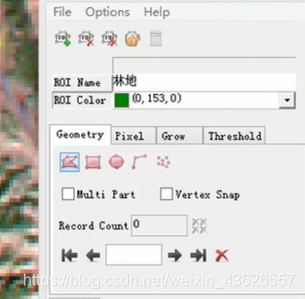 File Options Help
ROI Name 林地
ROI Color (0,153,0)
Geometry Pixel Grow Threshold
Multi Part Vertex Snap
Record Count 0
https://blog.csdn.net/weixin_43626557